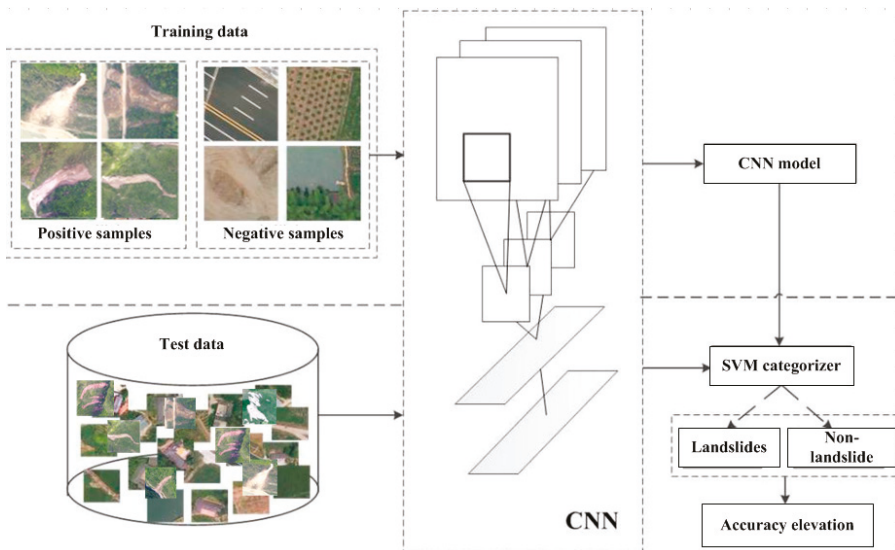 Training data
Positive samples
Negative samples
CNN model
Test data
SVM categorizer
Landslides
Non-
landslide
CNN
Accuracy elevation